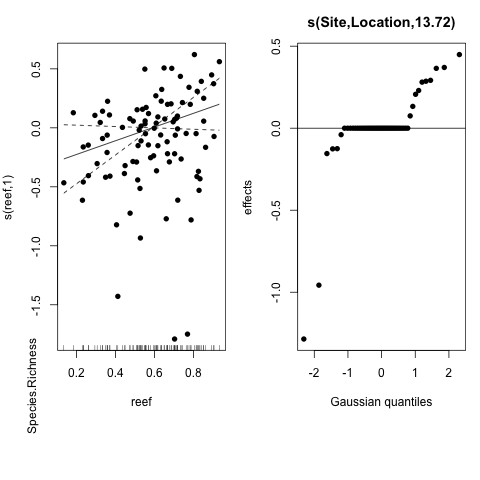 s(Site,Location,13.72)
s(reef,1)
0.5
0.0
-0.5
-1.0
-1.5
0.2 0.4 0.6 0.8
reef
Species.Richness
effects
0.5
0.0
-0.5
-1.0
-2 -1 0 1 2
Gaussian quantiles